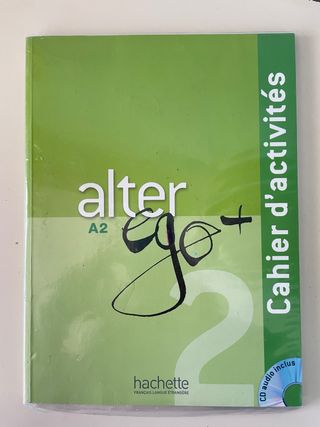 alter
A2
ego+
2
Cahier d'activités
CD audio inclus
hachette
FRANÇAIS LANGUE ÉTRANGÈRE